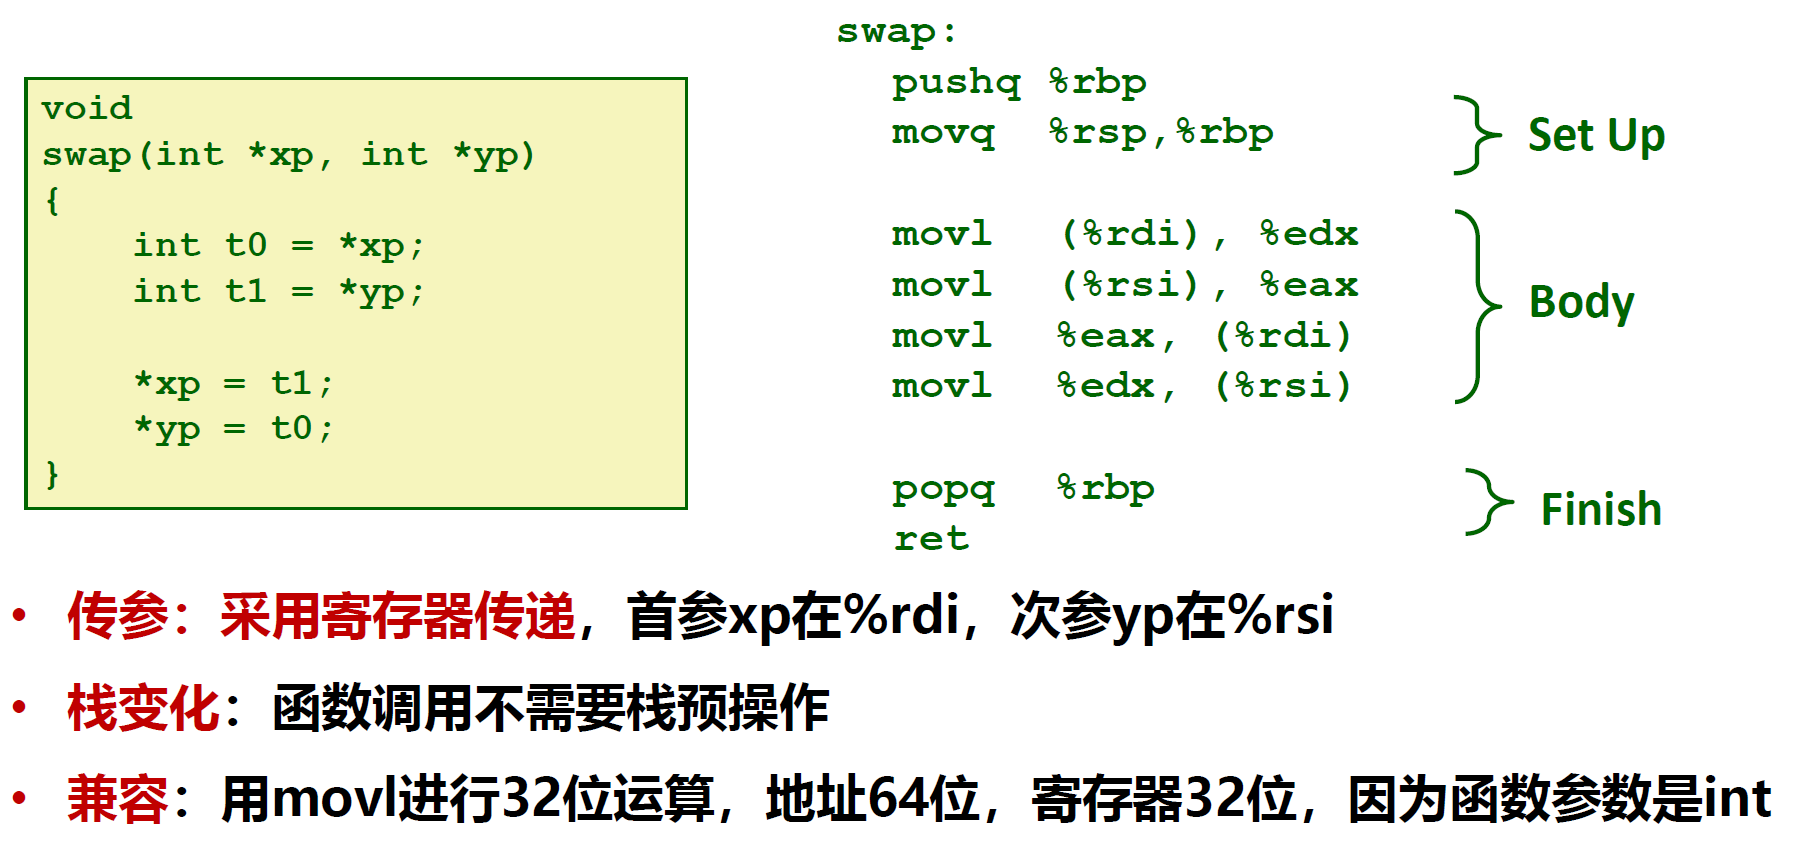 void
swap(int *xp, int *yp)
{
    int t0 = *xp;
    int t1 = *yp;

    *xp = t1;
    *yp = t0;
}
swap:
pushq %rbp
movq %rsp,%rbp
Set Up
movl (%rdi), %edx
movl (%rsi), %eax
movl %eax, (%rdi)
movl %edx, (%rsi)
Body
popq %rbp
ret
Finish
• 传参：采用寄存器传递，首参xp在%rdi，次参yp在%rsi
• 栈变化：函数调用不需要栈预操作
• 兼容：用movl进行32位运算，地址64位，寄存器32位，因为函数参数是int